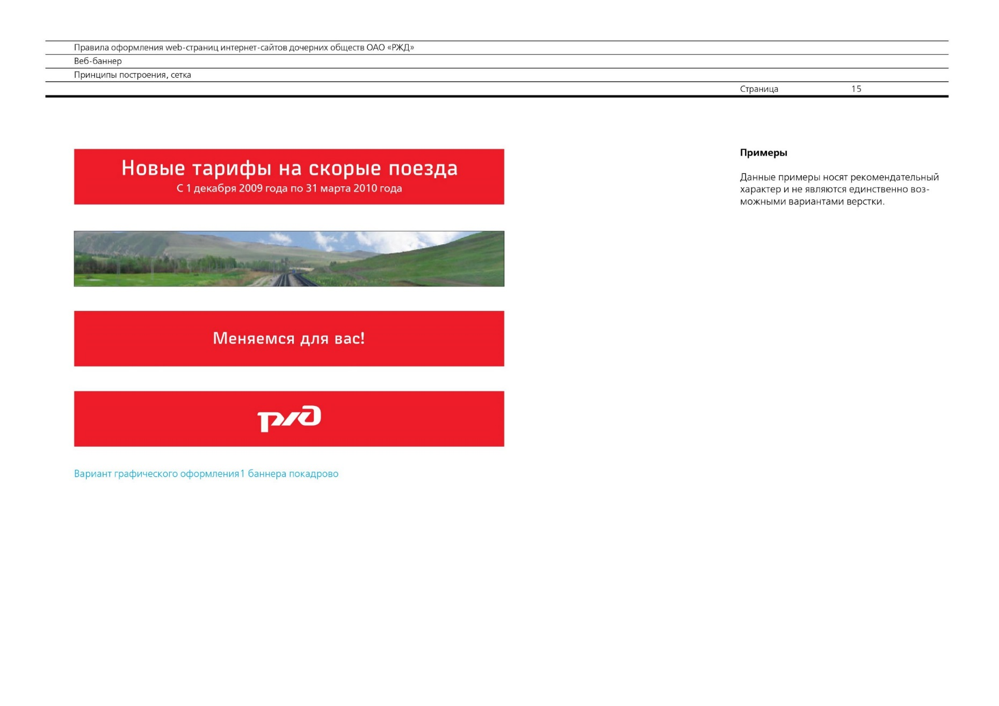 Правила оформления web-страниц интернет-сайтов дочерних обществ ОАО «РЖД»
Веб-баннер
Принципы построения, сетка
Страница 15
Новые тарифы на скорые поезда
С 1 декабря 2009 года по 31 марта 2010 года
Меняемся для вас!
ржд
Вариант графического оформления 1 баннера покадрово
Примеры
Данные примеры носят рекомендательный
характер и не являются единственно воз-
можными вариантами верстки.